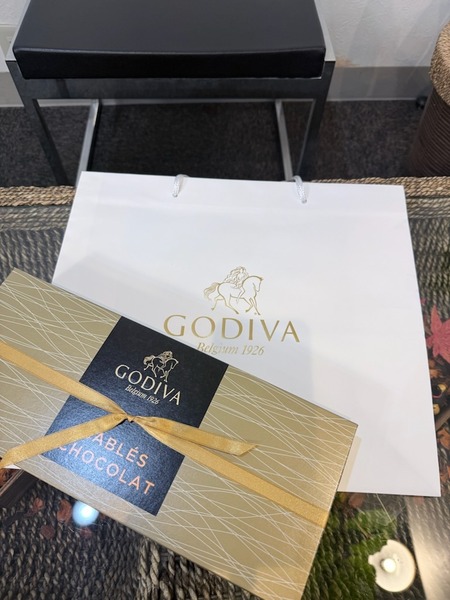 GODIVA
Belgium 1926
GODIVA
Belgium 1926
ABLÉS
CHOCOLAT